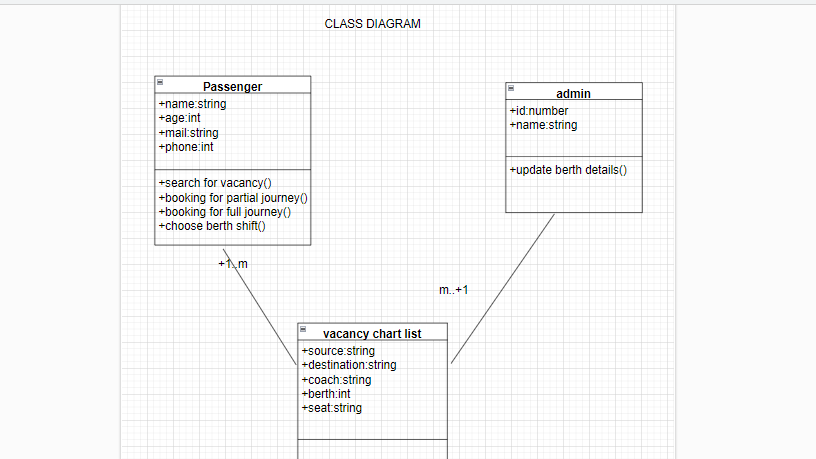 CLASS DIAGRAM
Passenger
+name:string
+age:int
+mail:string
+phone:int
+search for vacancy()
+booking for partial journey()
+booking for full journey()
+choose berth shift()
admin
+id:number
+name:string
+update berth details()
+1..m
m..+1
vacancy chart list
+source:string
+destination:string
+coach:string
+berth:int
+seat:string